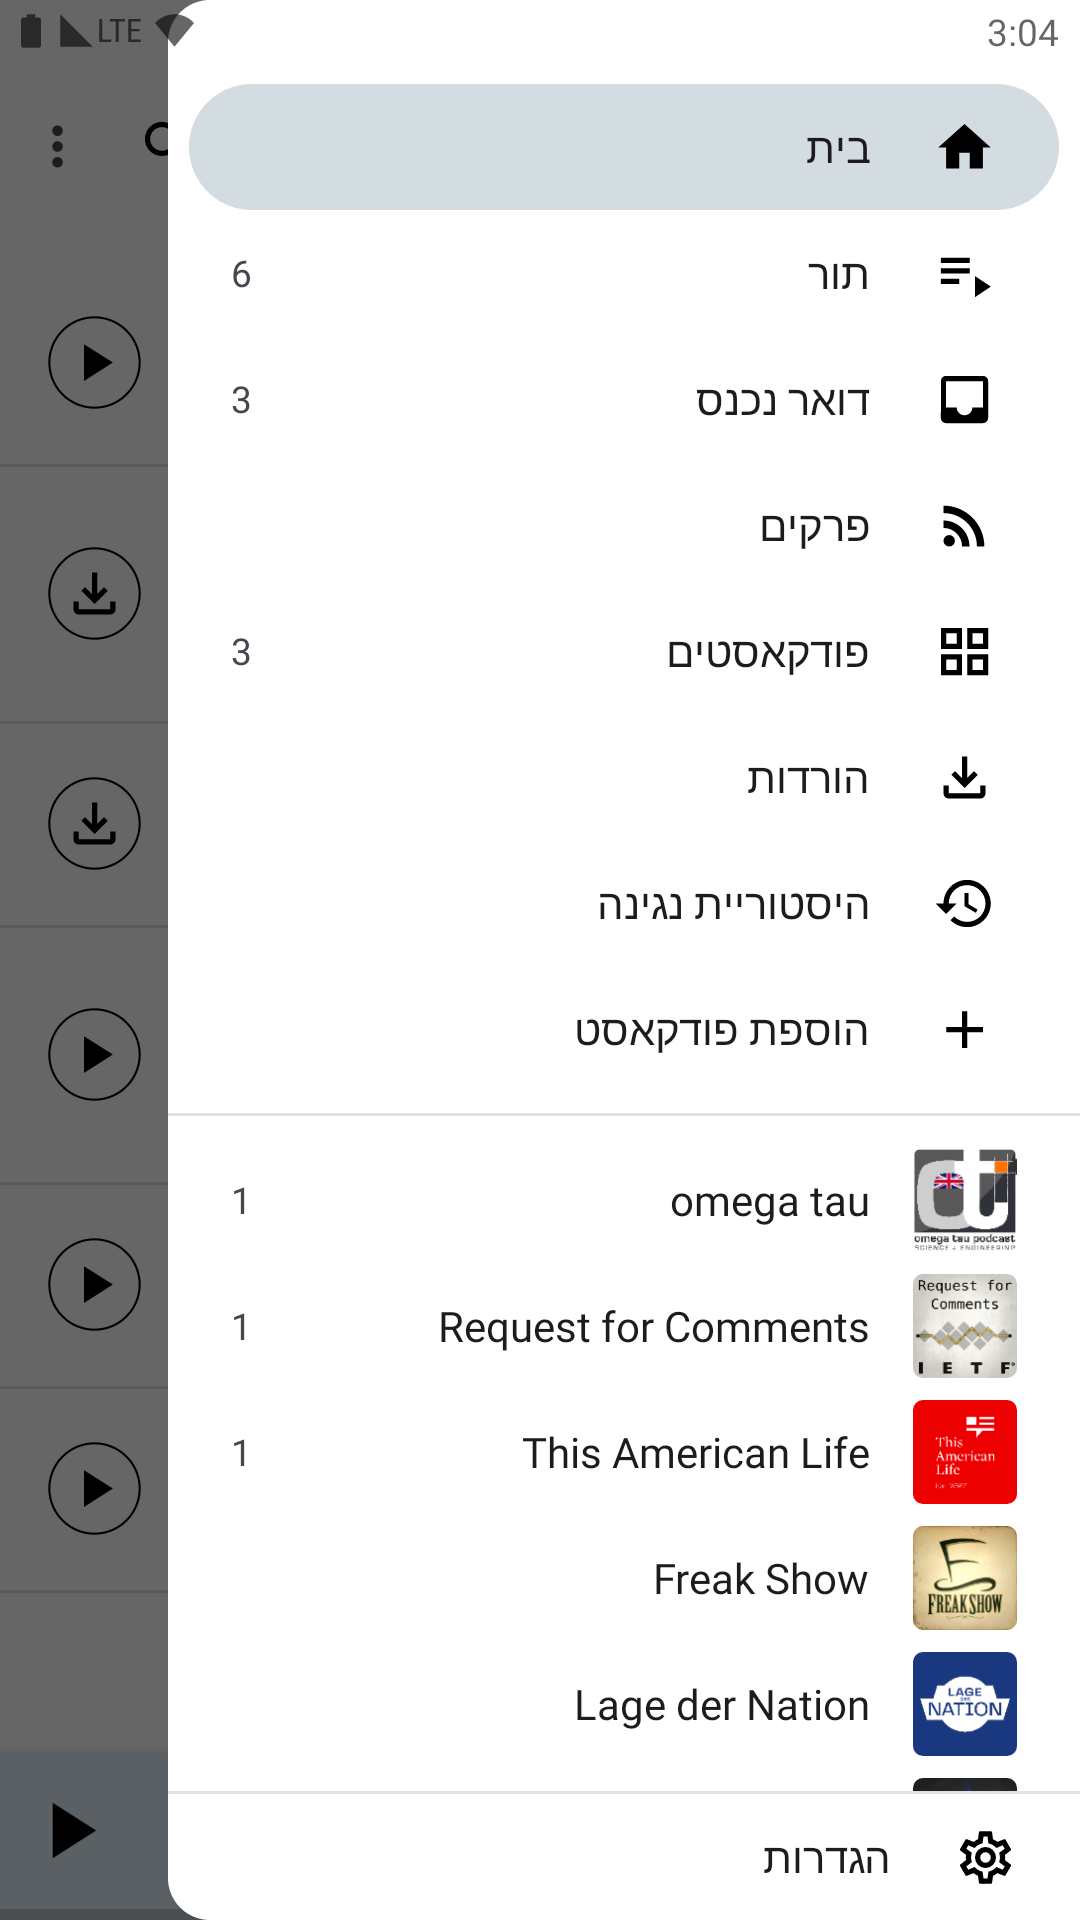 LTE 3:04
בית
תור 6
דואר נכנס 3
פרקים
פודקאסטים 3
הורדות
היסטוריית נגינה
הוספת פודקאסט
omega tau 1
omega tau podcast
SCIENCE & ENGINEERING
Request for Comments 1
Request for
Comments
I E T F
This American Life 1
This
American
Life
Freak Show
FREAK SHOW
Lage der Nation
LAGE
DER
NATION
הגדרות